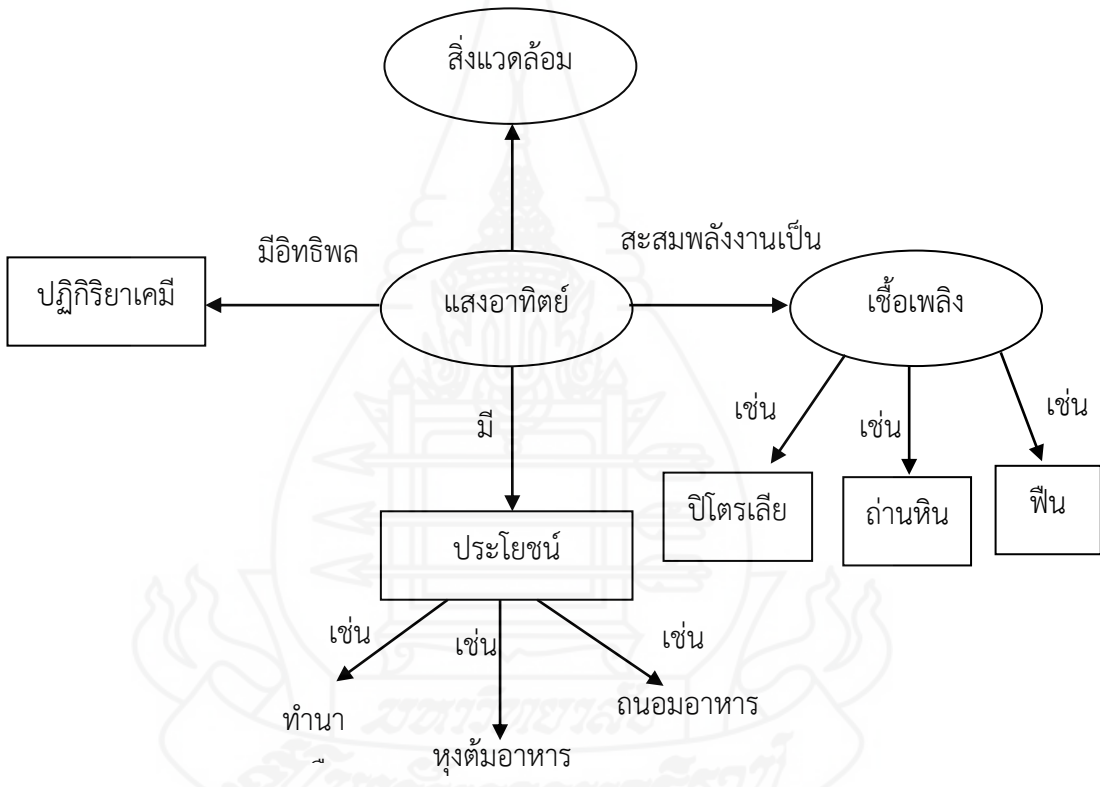 สิ่งแวดล้อม
มีอิทธิพล
สะสมพลังงานเป็น
ปฏิกิริยาเคมี
แสงอาทิตย์
เชื้อเพลิง
มี
เช่น
เช่น
เช่น
ปิโตรเลีย
ถ่านหิน
ฟืน
ประโยชน์
เช่น
เช่น
เช่น
ทำนา
หุงต้มอาหาร
ถนอมอาหาร